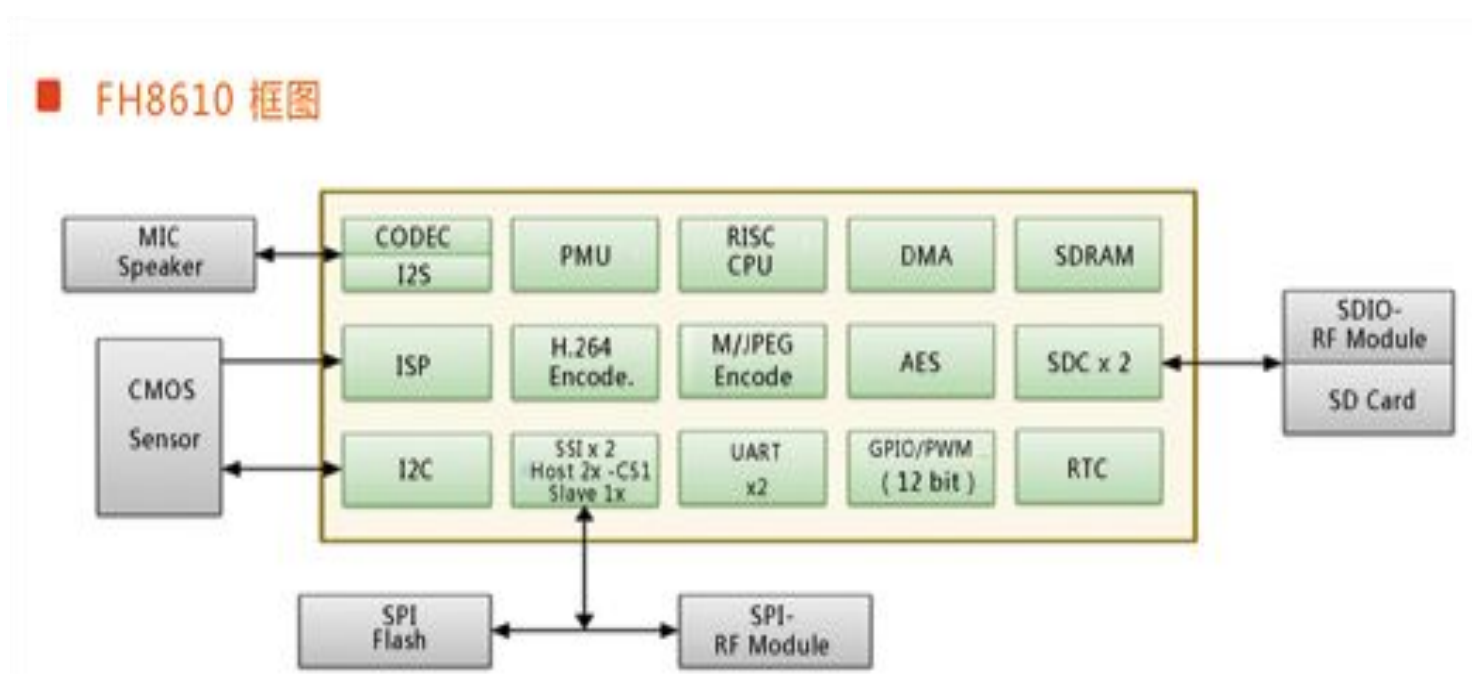 FH8610 框图
MIC
Speaker
CODEC
I2S
PMU
RISC
CPU
DMA
SDRAM
CMOS
Sensor
ISP
H.264
Encode.
M/JPEG
Encode
AES
SDC x 2
SDIO-
RF Module
SD Card
I2C
SSI x 2
Host 2x -CS1
Slave 1x
UART
x2
GPIO/PWM
( 12 bit )
RTC
SPI
Flash
SPI-
RF Module